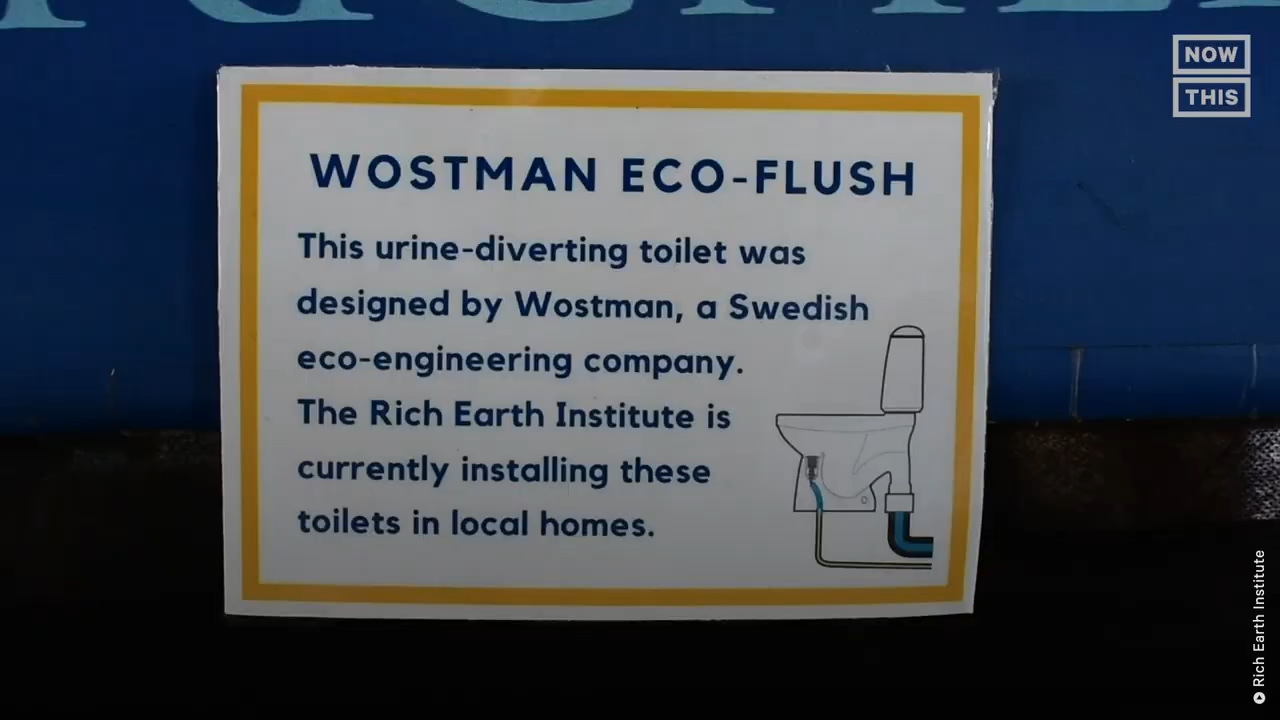 NOW
THIS
WOSTMAN ECO-FLUSH
This urine-diverting toilet was
designed by Wostman, a Swedish
eco-engineering company.
The Rich Earth Institute is
currently installing these
toilets in local homes.
Rich Earth Institute